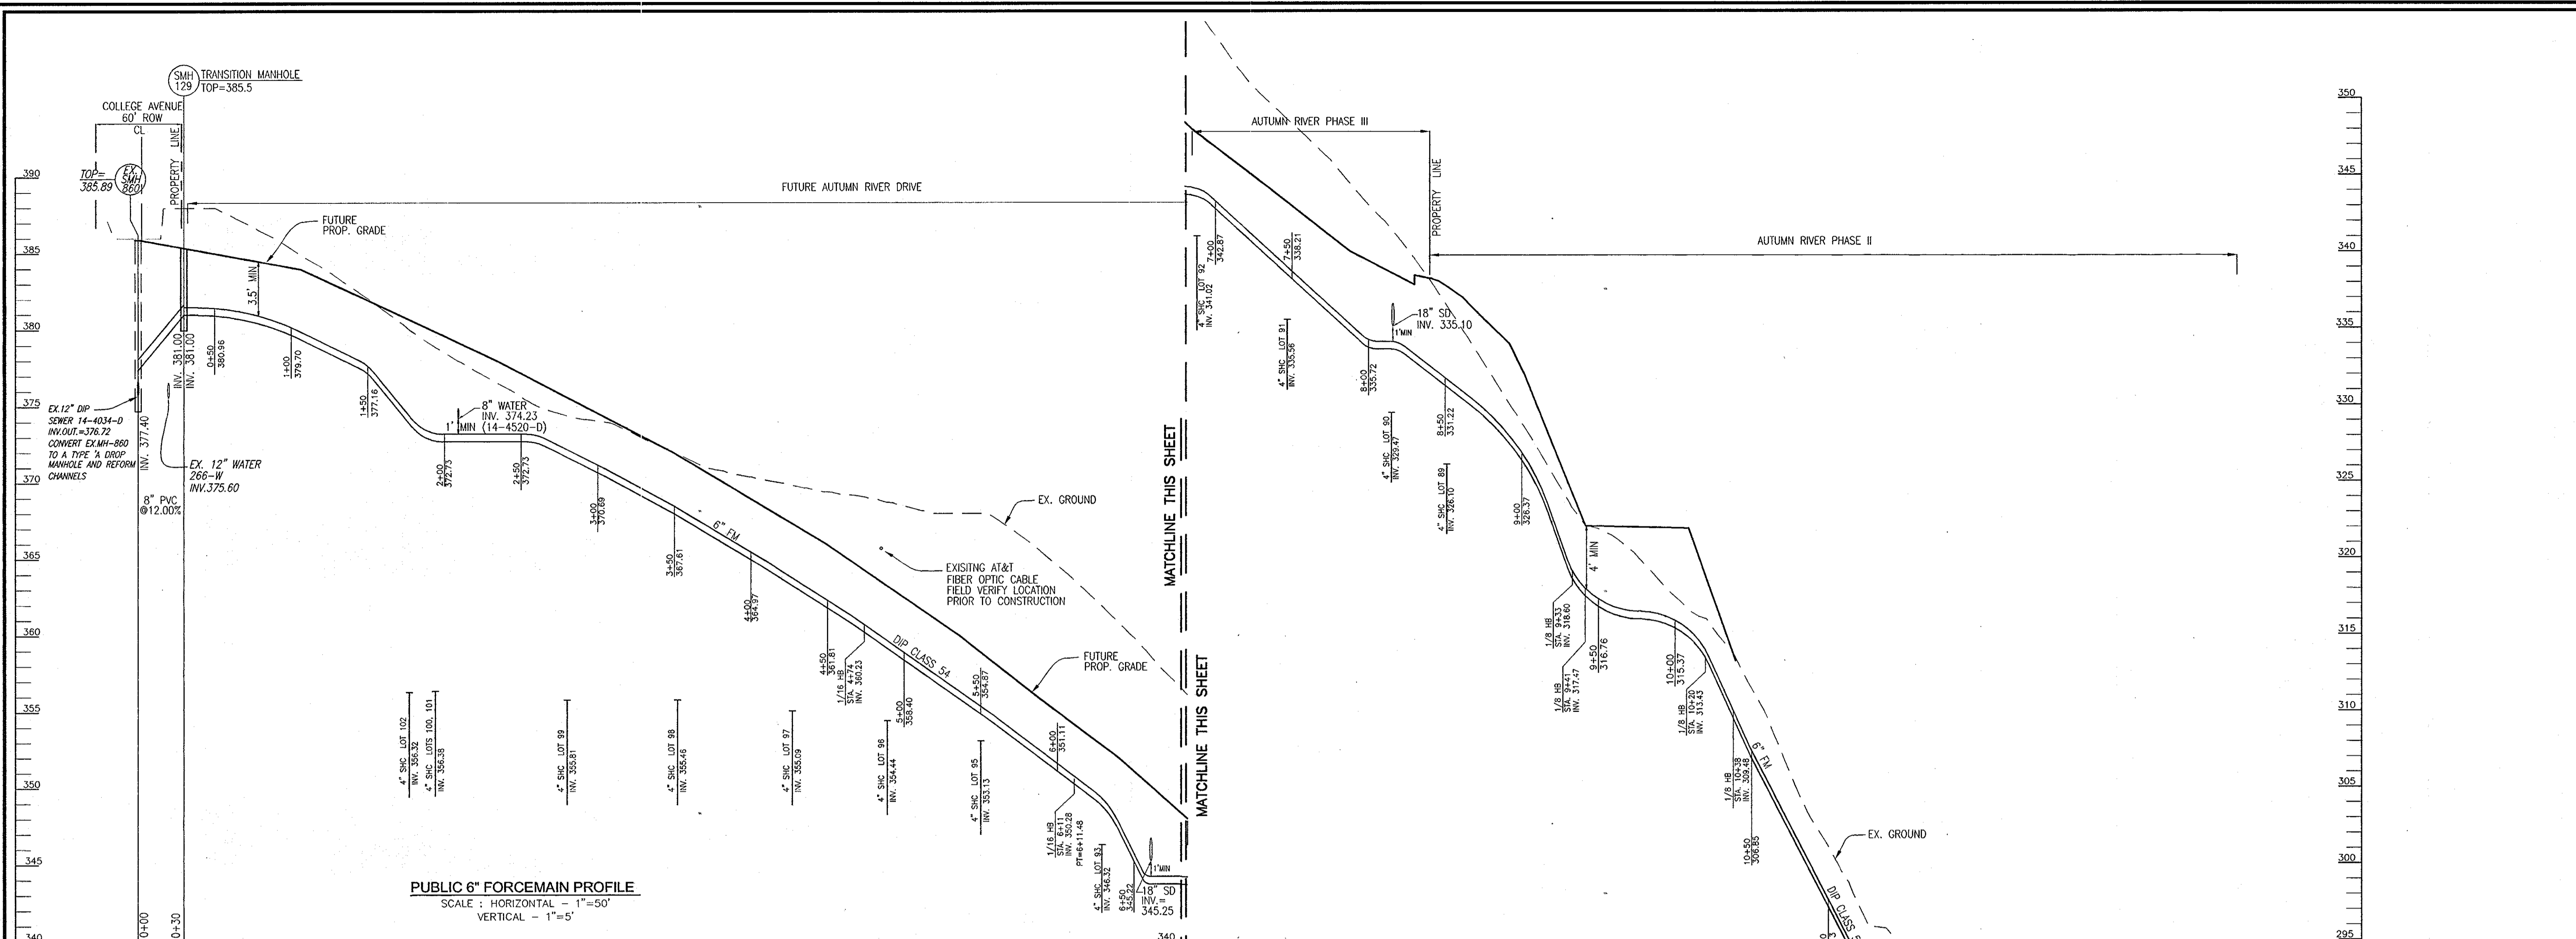 SMH
129
TRANSITION MANHOLE
TOP=385.5
COLLEGE AVENUE
60' ROW
CL
PROPERTY LINE
TOP=
385.89
EX.
SMH
860
390
385
380
375
370
365
360
355
350
345
340
FUTURE
PROP. GRADE
3.5' MIN
FUTURE AUTUMN RIVER DRIVE
INV. 381.00
INV. 381.00
EX.12" DIP
SEWER 14-4034-D
INV.OUT.=376.72
CONVERT EX.MH-860
TO A TYPE 'A DROP
MANHOLE AND REFORM
CHANNELS
INV. 377.40
8" PVC
@12.00%
EX. 12" WATER
266-W
INV.375.60
0+50
380.96
1+00
379.70
1+50
377.16
8" WATER
INV. 374.23
1' MIN (14-4520-D)
2+00
372.73
2+50
372.73
3+00
370.69
3+50
367.61
6" FM
4+00
364.97
4+50
361.81
1/16 HB
STA. 4+74
INV. 360.23
DIP CLASS 54
5+00
358.40
5+50
354.87
6+00
351.11
1/16 HB
STA. 6+11
INV. 350.28
PT=6+11.48
6+50
345.22
1'MIN
18" SD
INV.=
345.25
EX. GROUND
EXISITNG AT&T
FIBER OPTIC CABLE
FIELD VERIFY LOCATION
PRIOR TO CONSTRUCTION
FUTURE
PROP. GRADE
4" SHC LOT 102
INV. 356.32
4" SHC LOTS 100, 101
INV. 356.38
4" SHC LOT 99
INV. 355.81
4" SHC LOT 98
INV. 355.46
4" SHC LOT 97
INV. 355.09
4" SHC LOT 96
INV. 354.44
4" SHC LOT 95
INV. 353.13
4" SHC LOT 93
INV. 346.32
PUBLIC 6" FORCEMAIN PROFILE
SCALE : HORIZONTAL - 1"=50'
VERTICAL - 1"=5'
0+00
0+30
340
MATCHLINE THIS SHEET
MATCHLINE THIS SHEET
AUTUMN RIVER PHASE III
PROPERTY LINE
AUTUMN RIVER PHASE II
4" SHC LOT 92
INV. 341.02
7+00
342.87
7+50
338.21
4" SHC LOT 91
INV. 335.56
8+00
335.72
1'MIN
18" SD
INV. 335.10
4" SHC LOT 90
INV. 329.47
8+50
331.22
4" SHC LOT 89
INV. 326.10
9+00
326.37
4' MIN
1/8 HB
STA. 9+33
INV. 318.60
1/8 HB
STA. 9+41
INV. 317.47
9+50
316.76
10+00
315.37
1/8 HB
STA. 10+20
INV. 313.43
1/8 HB
STA. 10+38
INV. 309.48
6" FM
10+50
306.85
EX. GROUND
DIP CLASS
350
345
340
335
330
325
320
315
310
305
300
295